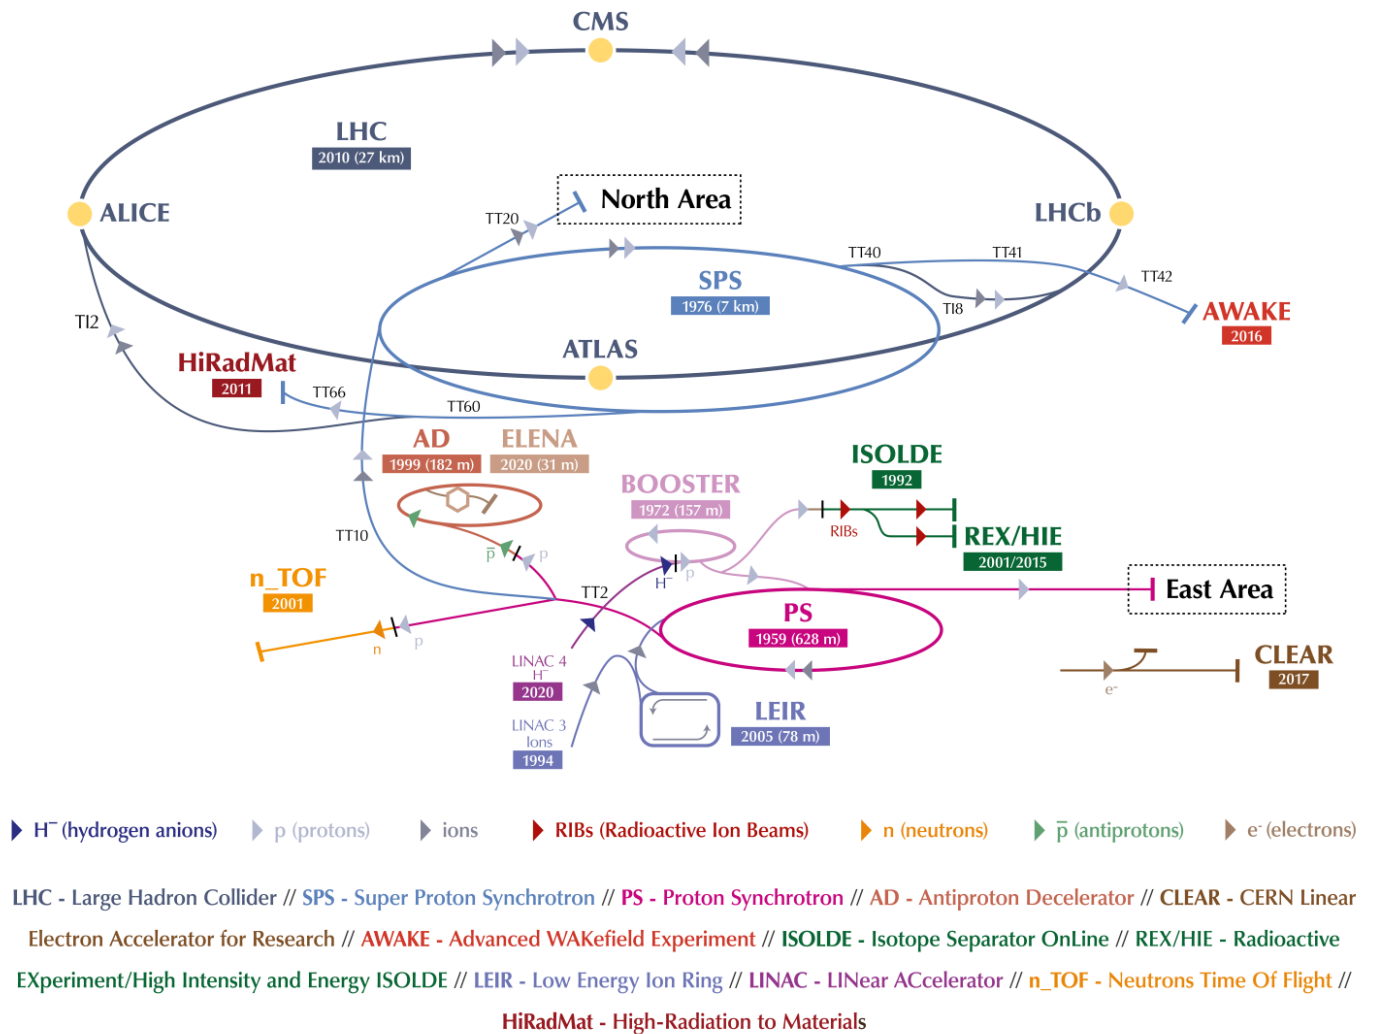 CMS
LHC
2010 (27 km)
North Area
ALICE
LHCb
TT20
TT40
TT41
SPS
TT42
1976 (7 km)
TI8
AWAKE
TI2
2016
ATLAS
HiRadMat
2011
TT66
TT60
AD
ELENA
1999 (182 m)
2020 (31 m)
ISOLDE
1992
BOOSTER
1972 (157 m)
RIBs
TT10
REX/HIE
2001/2015
p̅
p
H⁻
p
n_TOF
2001
TT2
East Area
PS
1959 (628 m)
n
p
LINAC 4
H⁻
2020
CLEAR
2017
e⁻
LEIR
2005 (78 m)
LINAC 3
Ions
1994
H⁻ (hydrogen anions)
p (protons)
ions
RIBs (Radioactive Ion Beams)
n (neutrons)
p̅ (antiprotons)
e⁻ (electrons)
LHC - Large Hadron Collider // SPS - Super Proton Synchrotron // PS - Proton Synchrotron // AD - Antiproton Decelerator // CLEAR - CERN Linear
Electron Accelerator for Research // AWAKE - Advanced WAKefield Experiment // ISOLDE - Isotope Separator OnLine // REX/HIE - Radioactive
EXperiment/High Intensity and Energy ISOLDE // LEIR - Low Energy Ion Ring // LINAC - LINear ACcelerator // n_TOF - Neutrons Time Of Flight //
HiRadMat - High-Radiation to Materials